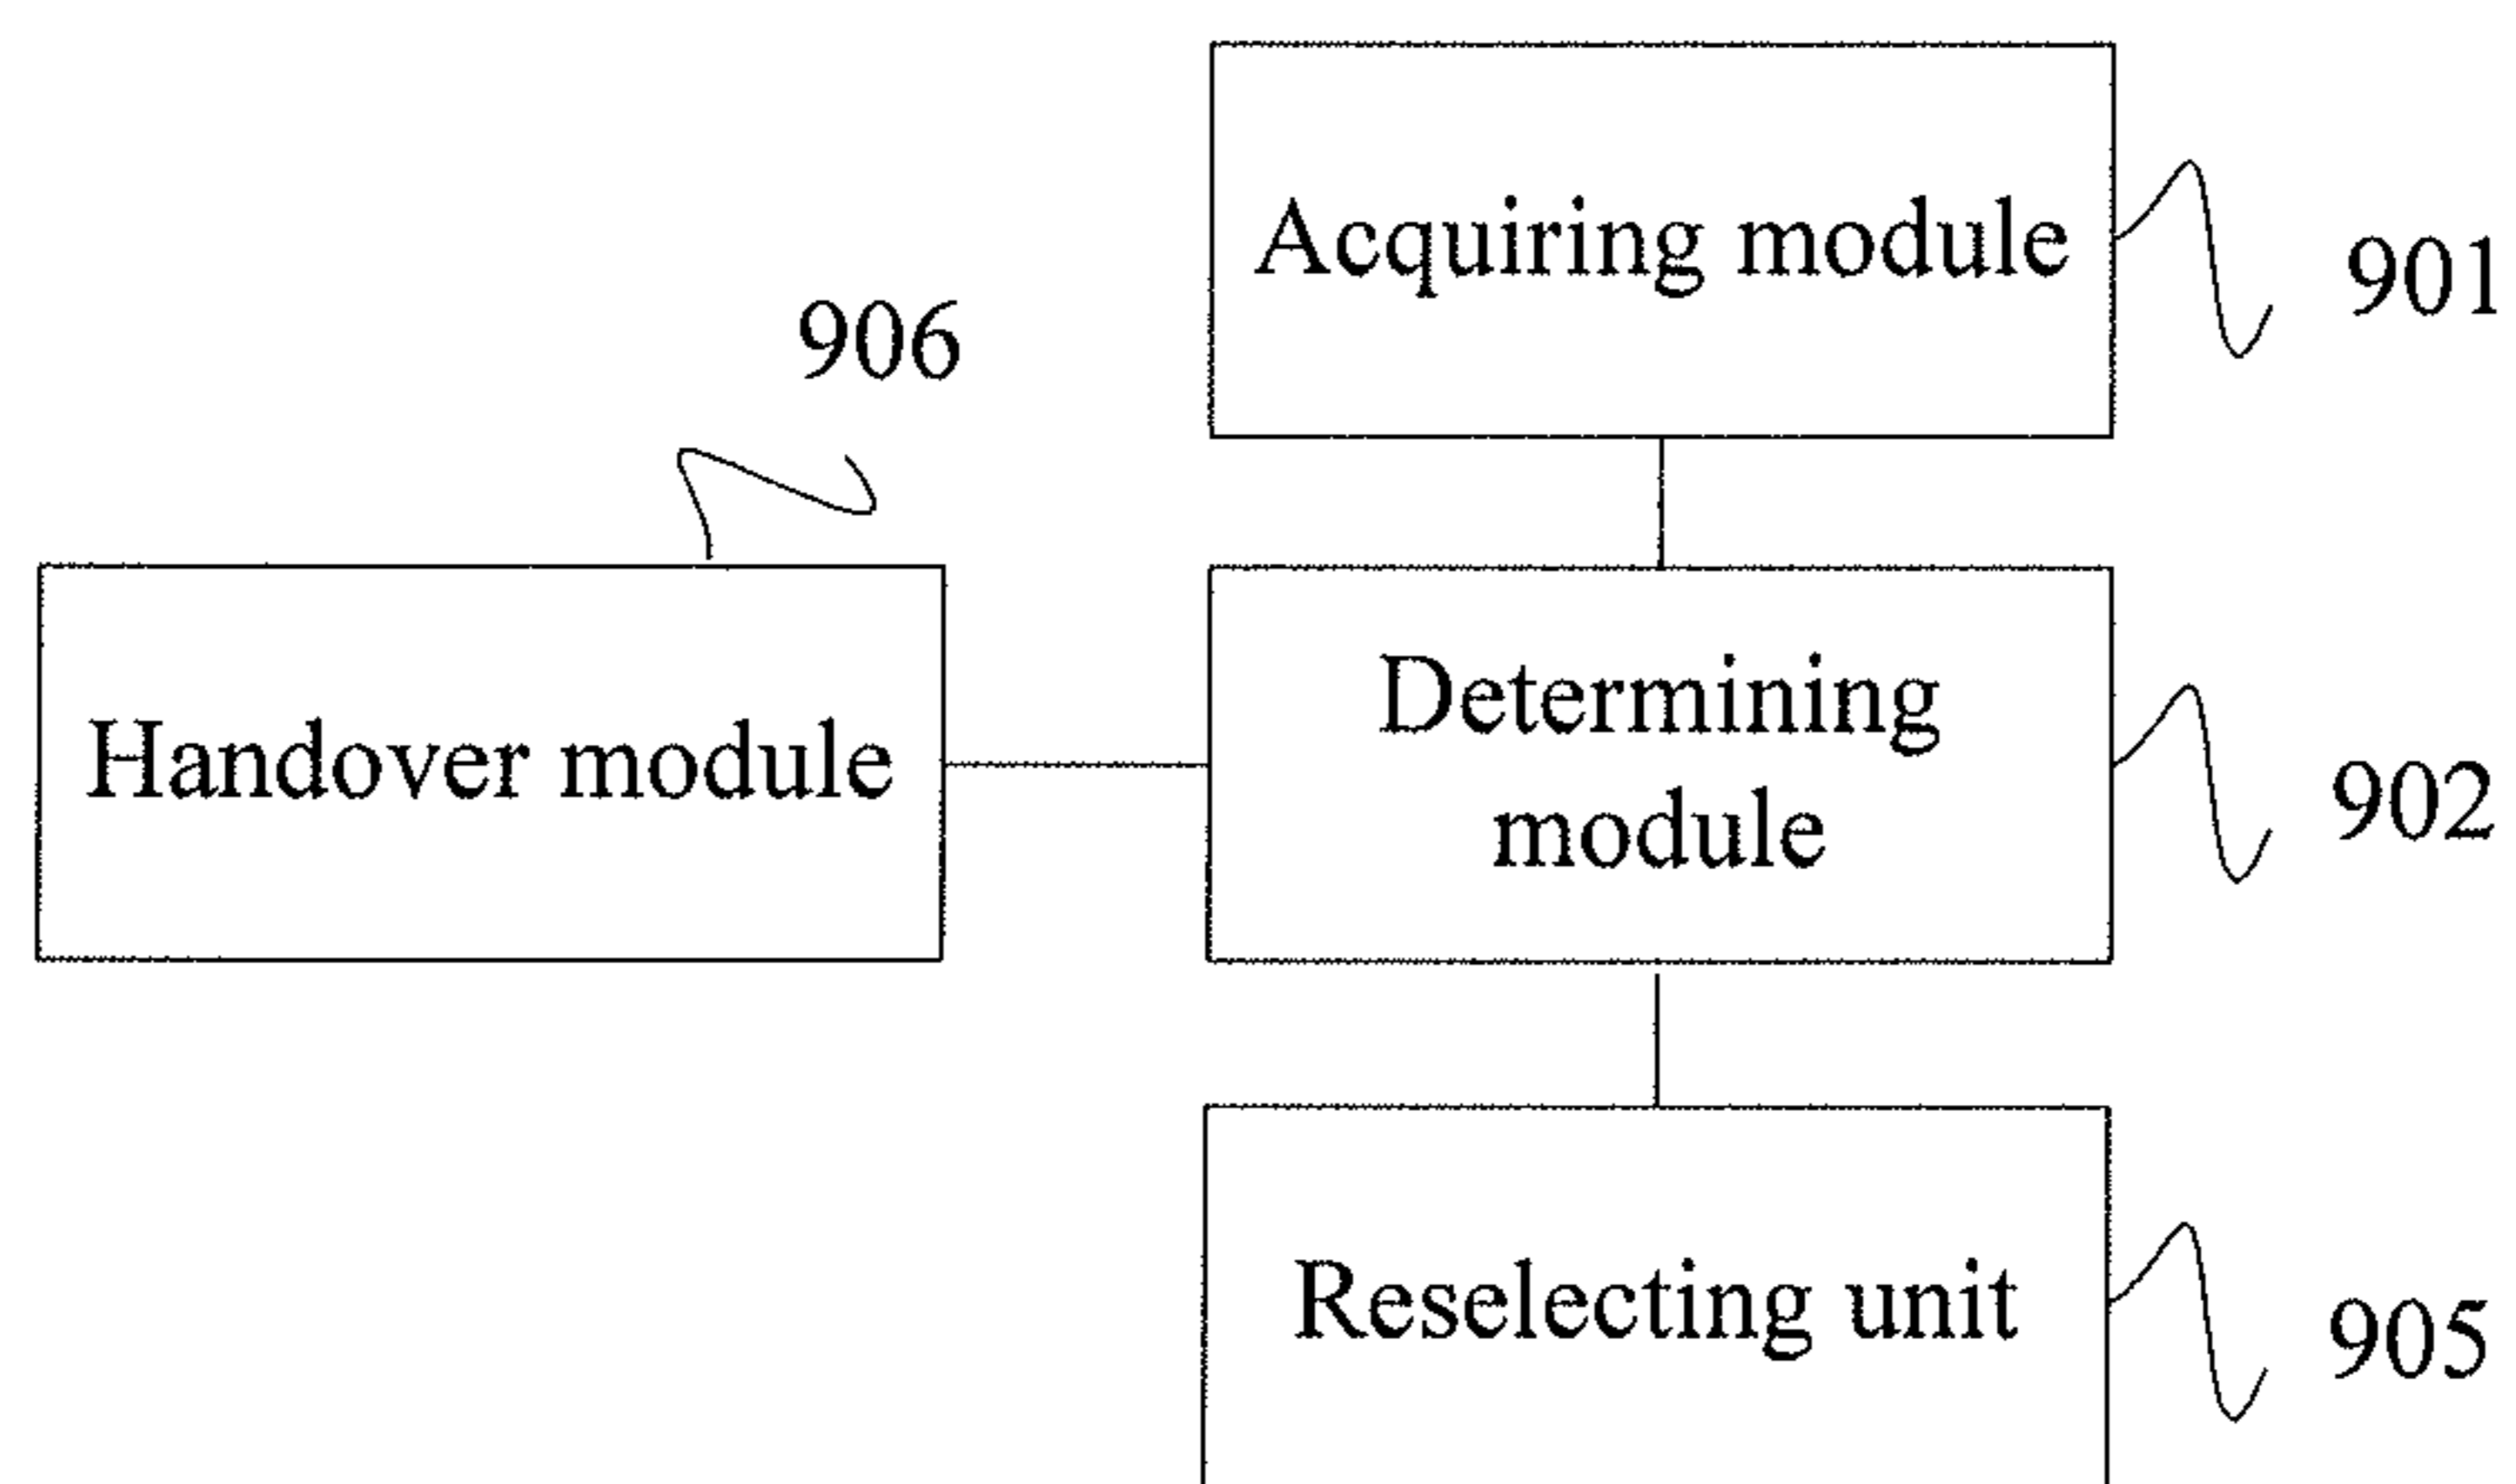 Acquiring module
901
906
Handover module
Determining
module
902
Reselecting unit
905